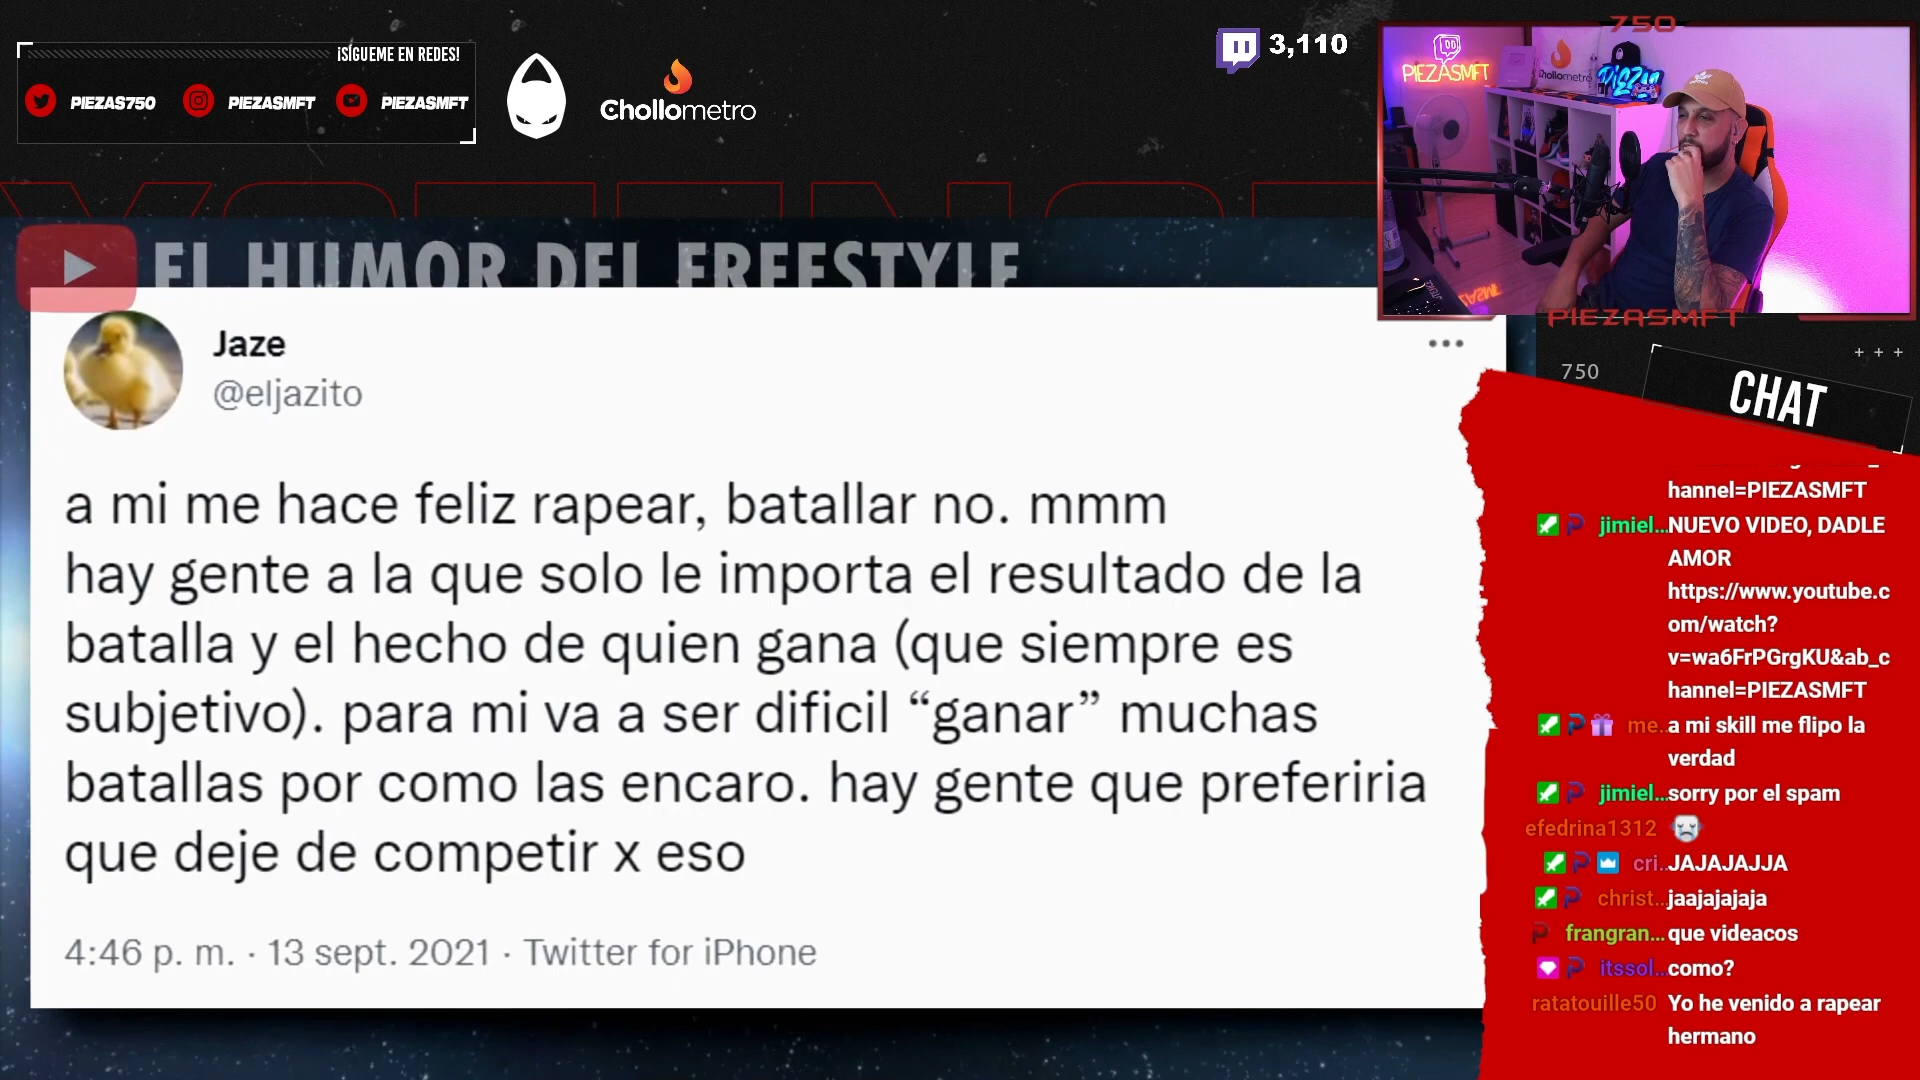 ¡SÍGUEME EN REDES!
PIEZAS750 PIEZASMFT PIEZASMFT
Chollometro
3,110
750
PIEZASMFT
Chollometro
PIEZASMFT
EL HUMOR DEL FREESTYLE
Jaze
@eljazito
a mi me hace feliz rapear, batallar no. mmm
hay gente a la que solo le importa el resultado de la
batalla y el hecho de quien gana (que siempre es
subjetivo). para mi va a ser dificil “ganar” muchas
batallas por como las encaro. hay gente que preferiria
que deje de competir x eso
4:46 p. m. · 13 sept. 2021 · Twitter for iPhone
750
CHAT
hannel=PIEZASMFT
jimiel...NUEVO VIDEO, DADLE
AMOR
https://www.youtube.c
om/watch?
v=wa6FrPGrgKU&ab_c
hannel=PIEZASMFT
me..a mi skill me flipo la
verdad
jimiel...sorry por el spam
efedrina1312
cri..JAJAJAJJA
christ...jaajajajaja
frangran...que videacos
itssol...como?
ratatouille50 Yo he venido a rapear
hermano